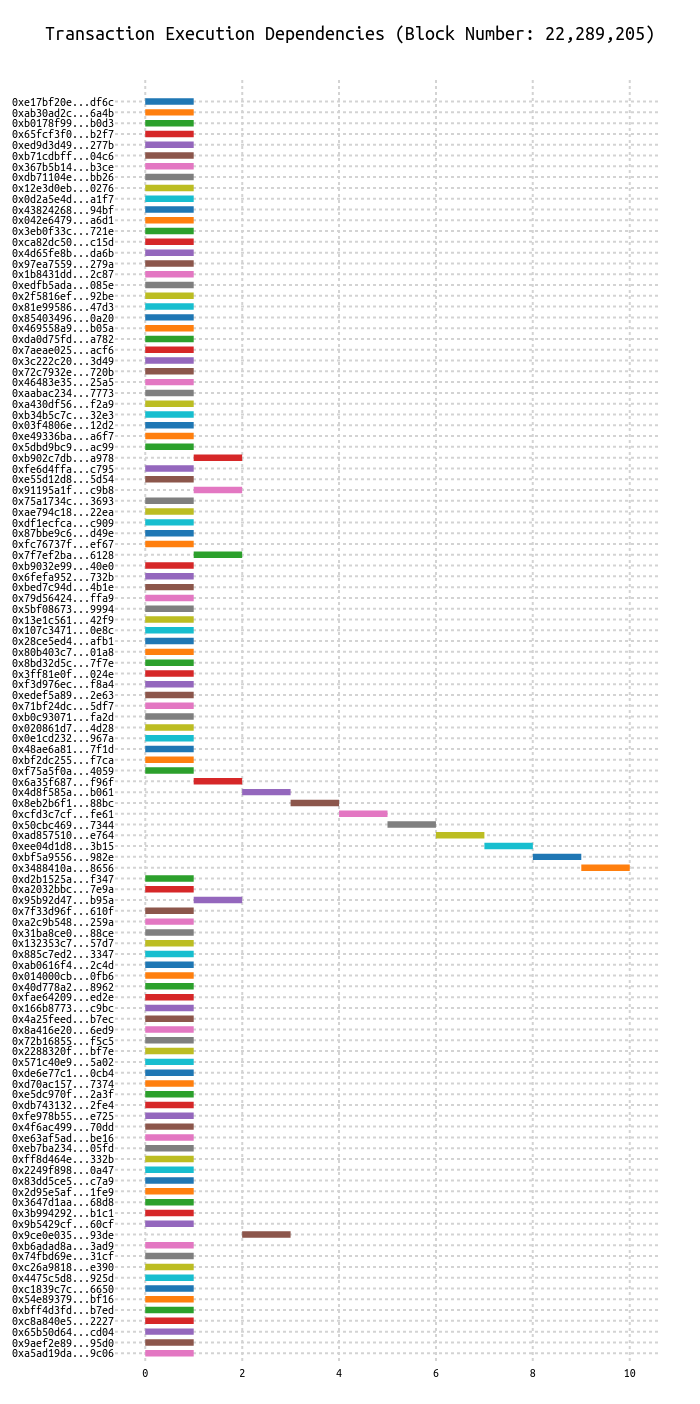 Transaction Execution Dependencies (Block Number: 22,289,205)
0xe17bf20e...df6c
0xab30ad2c...6a4b
0xb0178f99...b0d3
0x65fcf3f0...b2f7
0xed9d3d49...277b
0xb71cdbff...04c6
0x367b5b14...b3ce
0xdb71104e...bb26
0x12e3d0eb...0276
0x0d2a5e4d...a1f7
0x43824268...94bf
0x042e6479...a6d1
0x3eb0f33c...721e
0xca82dc50...c15d
0x4d65fe8b...da6b
0x97ea7559...279a
0x1b8431dd...2c87
0xedfb5ada...085e
0x2f5816ef...92be
0x81e99586...47d3
0x85403496...0a20
0x469558a9...b05a
0xda0d75fd...a782
0x7aeae025...acf6
0x3c222c20...3d49
0x72c7932e...720b
0x46483e35...25a5
0xaabac234...7773
0xa430df56...f2a9
0xb34b5c7c...32e3
0x03f4806e...12d2
0xe49336ba...a6f7
0x5dbd9bc9...ac99
0xb902c7db...a978
0xfe6d4ffa...c795
0xe55d12d8...5d54
0x91195a1f...c9b8
0x75a1734c...3693
0xae794c18...22ea
0xdf1ecfca...c909
0x87bbe9c6...d49e
0xfc76737f...ef67
0x7f7ef2ba...6128
0xb9032e99...40e0
0x6fefa952...732b
0xbed7c94d...4b1e
0x79d56424...ffa9
0x5bf08673...9994
0x13e1c561...42f9
0x107c3471...0e8c
0x28ce5ed4...afb1
0x80b403c7...01a8
0x8bd32d5c...7f7e
0x3ff81e0f...024e
0xf3d976ec...f8a4
0xedef5a89...2e63
0x71bf24dc...5df7
0xb0c93071...fa2d
0x020861d7...4d28
0x0e1cd232...967a
0x48ae6a81...7f1d
0xbf2dc255...f7ca
0xf75a5f0a...4059
0x6a35f687...f96f
0x4d8f585a...b061
0x8eb2b6f1...88bc
0xcfd3c7cf...fe61
0x50cbc469...7344
0xad857510...e764
0xee04d1d8...3b15
0xbf5a9556...982e
0x3488410a...8656
0xd2b1525a...f347
0xa2032bbc...7e9a
0x95b92d47...b95a
0x7f33d96f...610f
0xa2c9b548...259a
0x31ba8ce0...88ce
0x132353c7...57d7
0x885c7ed2...3347
0xab0616f4...2c4d
0x014000cb...0fb6
0x40d778a2...8962
0xfae64209...ed2e
0x166b8773...c9bc
0x4a25feed...b7ec
0x8a416e20...6ed9
0x72b16855...f5c5
0x2288320f...bf7e
0x571c40e9...5a02
0xde6e77c1...0cb4
0xd70ac157...7374
0xe5dc970f...2a3f
0xdb743132...2fe4
0xfe978b55...e725
0x4f6ac499...70dd
0xe63af5ad...be16
0xeb7ba234...05fd
0xff8d464e...332b
0x2249f898...0a47
0x83dd5ce5...c7a9
0x2d95e5af...1fe9
0x3647d1aa...68d8
0x3b994292...b1c1
0x9b5429cf...60cf
0x9ce0e035...93de
0xb6adad8a...3ad9
0x74fbd69e...31cf
0xc26a9818...e390
0x4475c5d8...925d
0xc1839c7c...6650
0x54e89379...bf16
0xbff4d3fd...b7ed
0xc8a840e5...2227
0x65b50d64...cd04
0x9aef2e89...95d0
0xa5ad19da...9c06
0 2 4 6 8 10